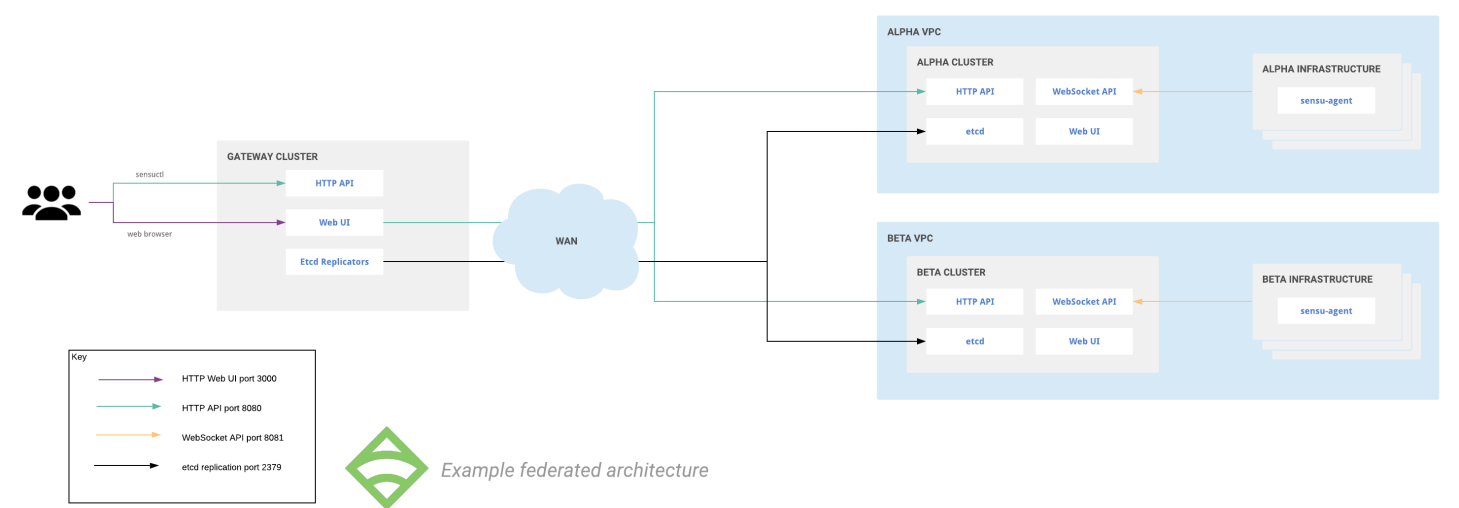 ALPHA VPC
ALPHA CLUSTER
HTTP API
WebSocket API
etcd
Web UI
ALPHA INFRASTRUCTURE
sensu-agent
GATEWAY CLUSTER
sensuctl
HTTP API
web browser
Web UI
Etcd Replicators
WAN
BETA VPC
BETA CLUSTER
HTTP API
WebSocket API
etcd
Web UI
BETA INFRASTRUCTURE
sensu-agent
Key
HTTP Web UI port 3000
HTTP API port 8080
WebSocket API port 8081
etcd replication port 2379
Example federated architecture